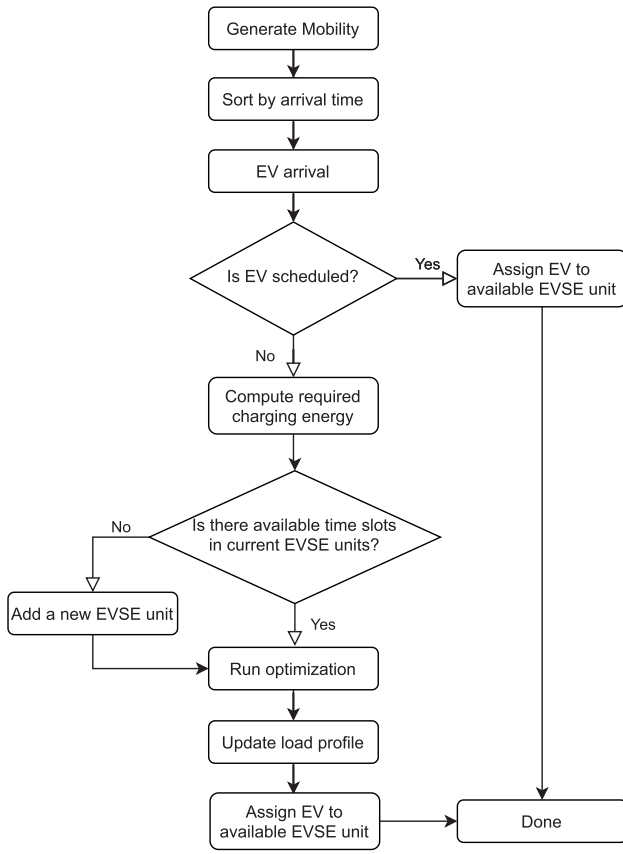 Generate Mobility
Sort by arrival time
EV arrival
Is EV scheduled?
Yes
Assign EV to
available EVSE unit
No
Compute required
charging energy
Is there available time slots
in current EVSE units?
No
Add a new EVSE unit
Yes
Run optimization
Update load profile
Assign EV to
available EVSE unit
Done